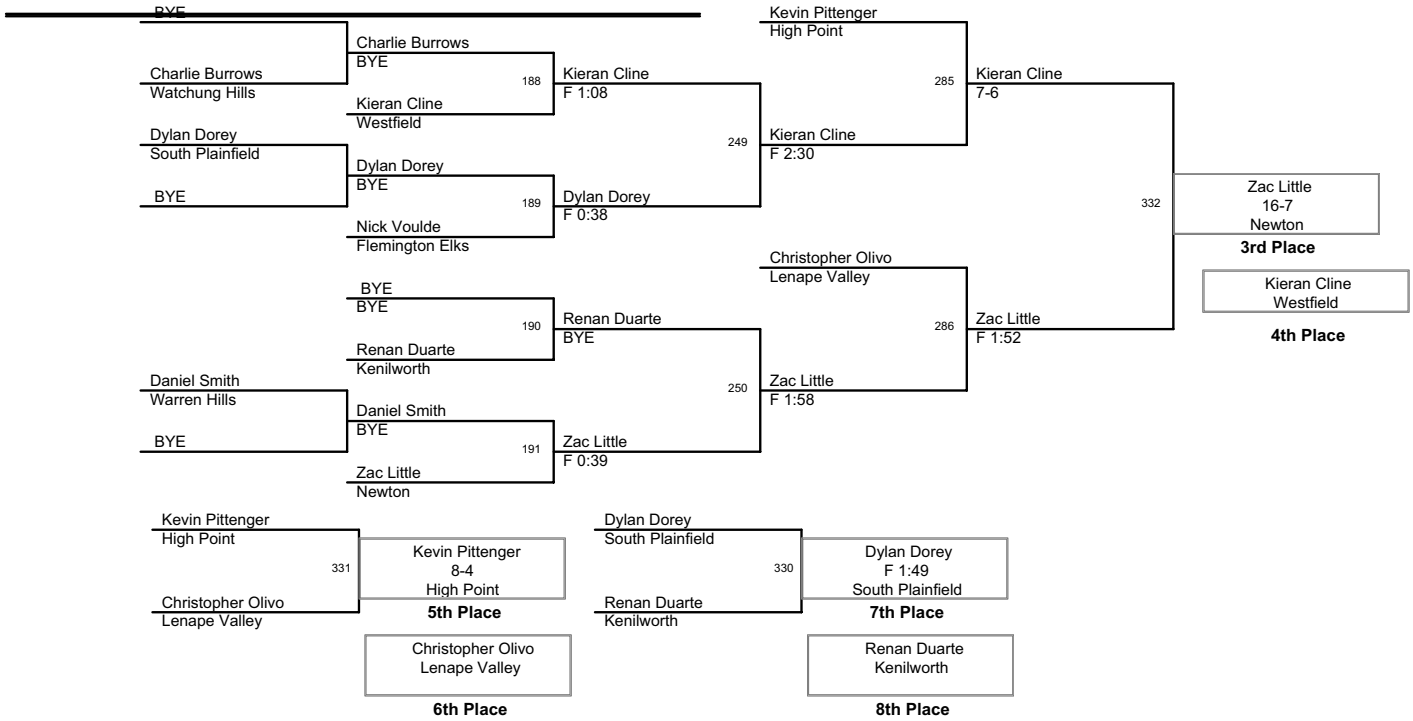 BYE
Kevin Pittenger
High Point
Charlie Burrows
BYE
Charlie Burrows
Watchung Hills
188
Kieran Cline
F 1:08
285
Kieran Cline
7-6
Kieran Cline
Westfield
Dylan Dorey
South Plainfield
249
Kieran Cline
F 2:30
Dylan Dorey
BYE
BYE
189
Dylan Dorey
F 0:38
332
Zac Little
16-7
Newton
3rd Place
Nick Voulde
Flemington Elks
Christopher Olivo
Lenape Valley
Kieran Cline
Westfield
4th Place
BYE
BYE
190
Renan Duarte
BYE
286
Zac Little
F 1:52
Renan Duarte
Kenilworth
Daniel Smith
Warren Hills
250
Zac Little
F 1:58
Daniel Smith
BYE
BYE
191
Zac Little
F 0:39
Zac Little
Newton
Kevin Pittenger
High Point
331
Christopher Olivo
Lenape Valley
Kevin Pittenger
8-4
High Point
5th Place
Christopher Olivo
Lenape Valley
6th Place
Dylan Dorey
South Plainfield
330
Renan Duarte
Kenilworth
Dylan Dorey
F 1:49
South Plainfield
7th Place
Renan Duarte
Kenilworth
8th Place